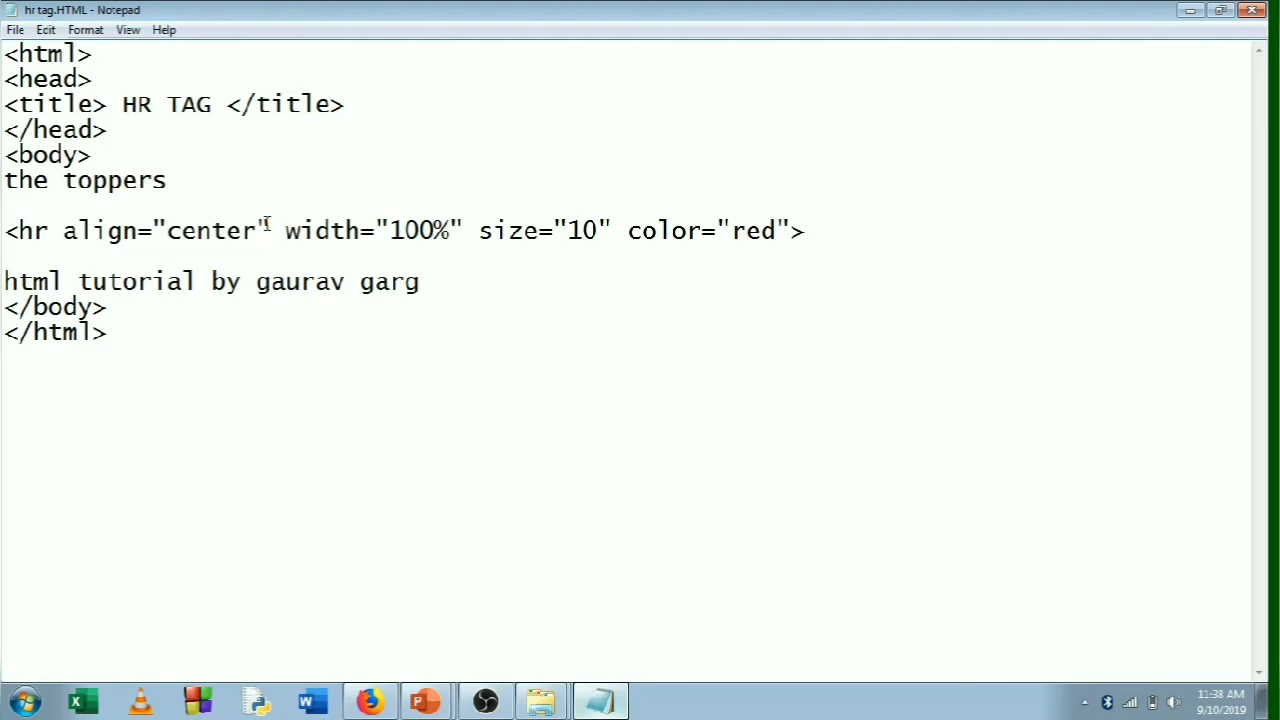 hr tag.HTML - Notepad
File Edit Format View Help
<html>
<head>
<title> HR TAG </title>
</head>
<body>
the toppers
<hr align="center" width="100%" size="10" color="red">
html tutorial by gaurav garg
</body>
</html>
11:38 AM
9/10/2019